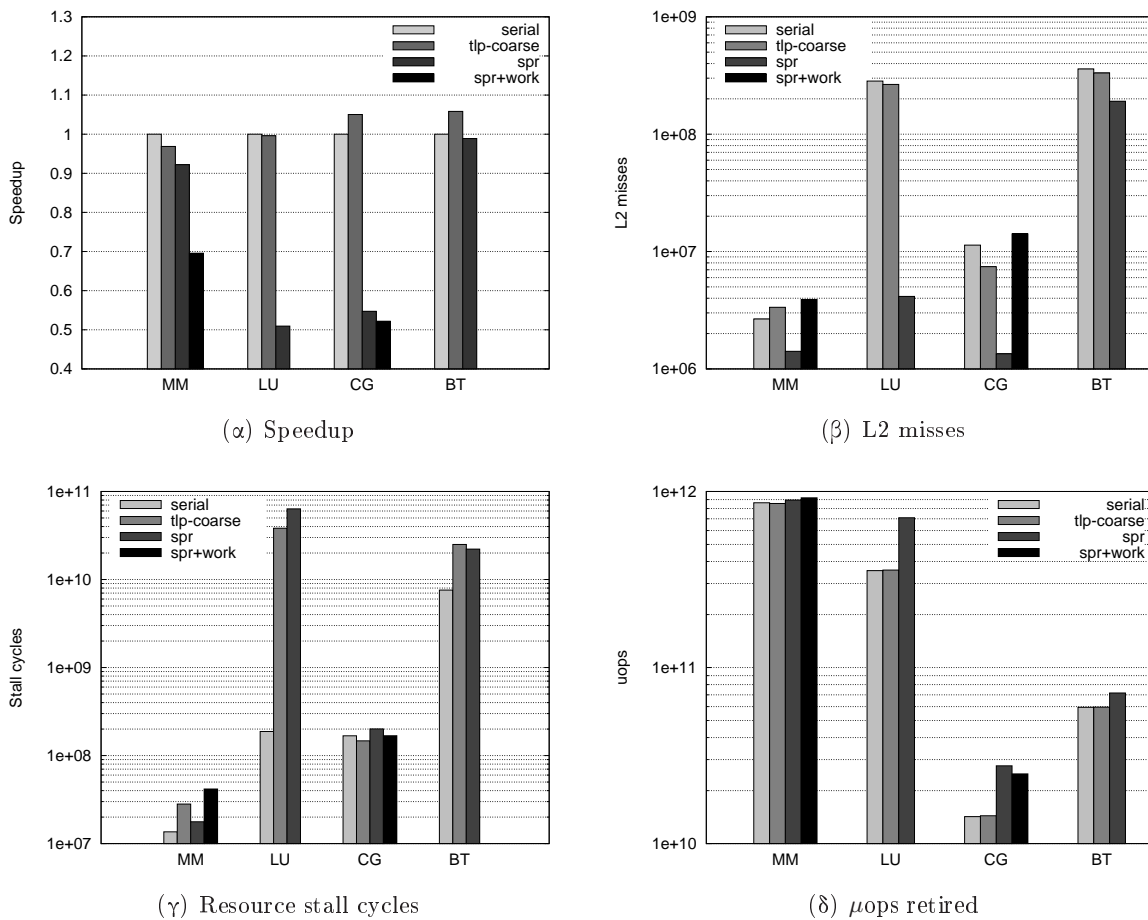 1.3
1.2
1.1
1
0.9
0.8
0.7
0.6
0.5
0.4
Speedup
serial
tlp-coarse
spr
spr+work
MM LU CG BT
(α) Speedup
1e+09
1e+08
1e+07
1e+06
L2 misses
serial
tlp-coarse
spr
spr+work
MM LU CG BT
(β) L2 misses
1e+11
1e+10
1e+09
1e+08
1e+07
Stall cycles
serial
tlp-coarse
spr
spr+work
MM LU CG BT
(γ) Resource stall cycles
1e+12
1e+11
1e+10
uops
serial
tlp-coarse
spr
spr+work
MM LU CG BT
(δ) μops retired